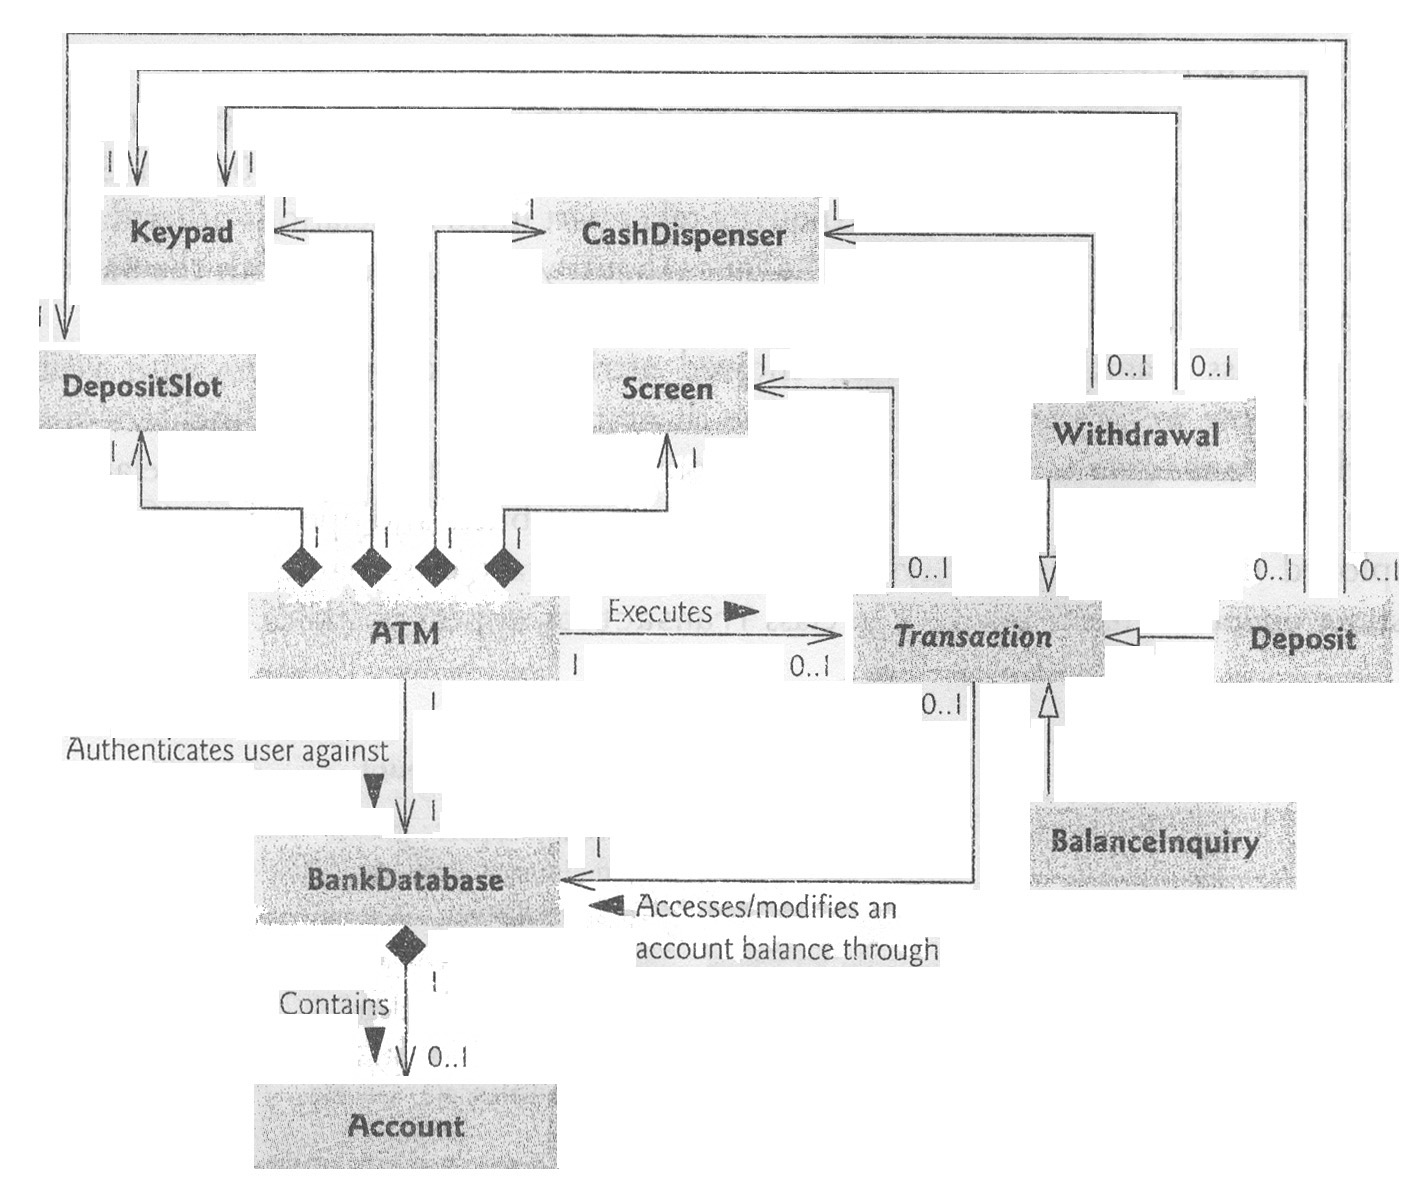 1
1
1
1
1
Keypad
CashDispenser
1
DepositSlot
1
Screen
0..1
0..1
Withdrawal
1
1
1
1
1
1
0..1
0..1
0..1
ATM
Executes
1
0..1
Transaction
Deposit
1
0..1
Authenticates user against
1
BankDatabase
1
BalanceInquiry
Accesses/modifies an
account balance through
1
Contains
0..1
Account